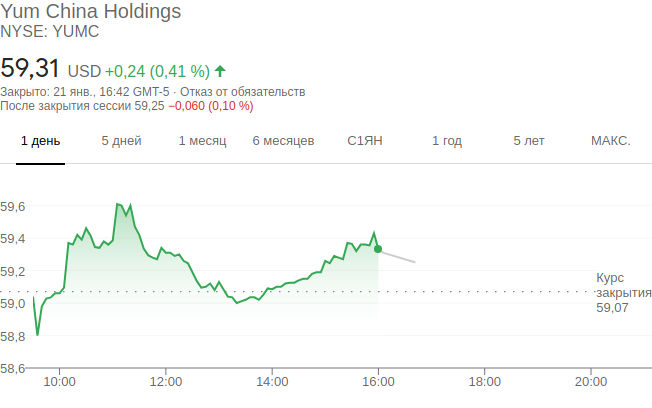 Yum China Holdings
NYSE: YUMC
59,31 USD +0,24 (0,41 %)
Закрыто: 21 янв., 16:42 GMT-5 · Отказ от обязательств
После закрытия сессии 59,25 −0,060 (0,10 %)
1 день 5 дней 1 месяц 6 месяцев С1ЯН 1 год 5 лет МАКС.
59,6
59,4
59,2
59,0
58,8
58,6
Курс
закрытия
59,07
10:00 12:00 14:00 16:00 18:00 20:00